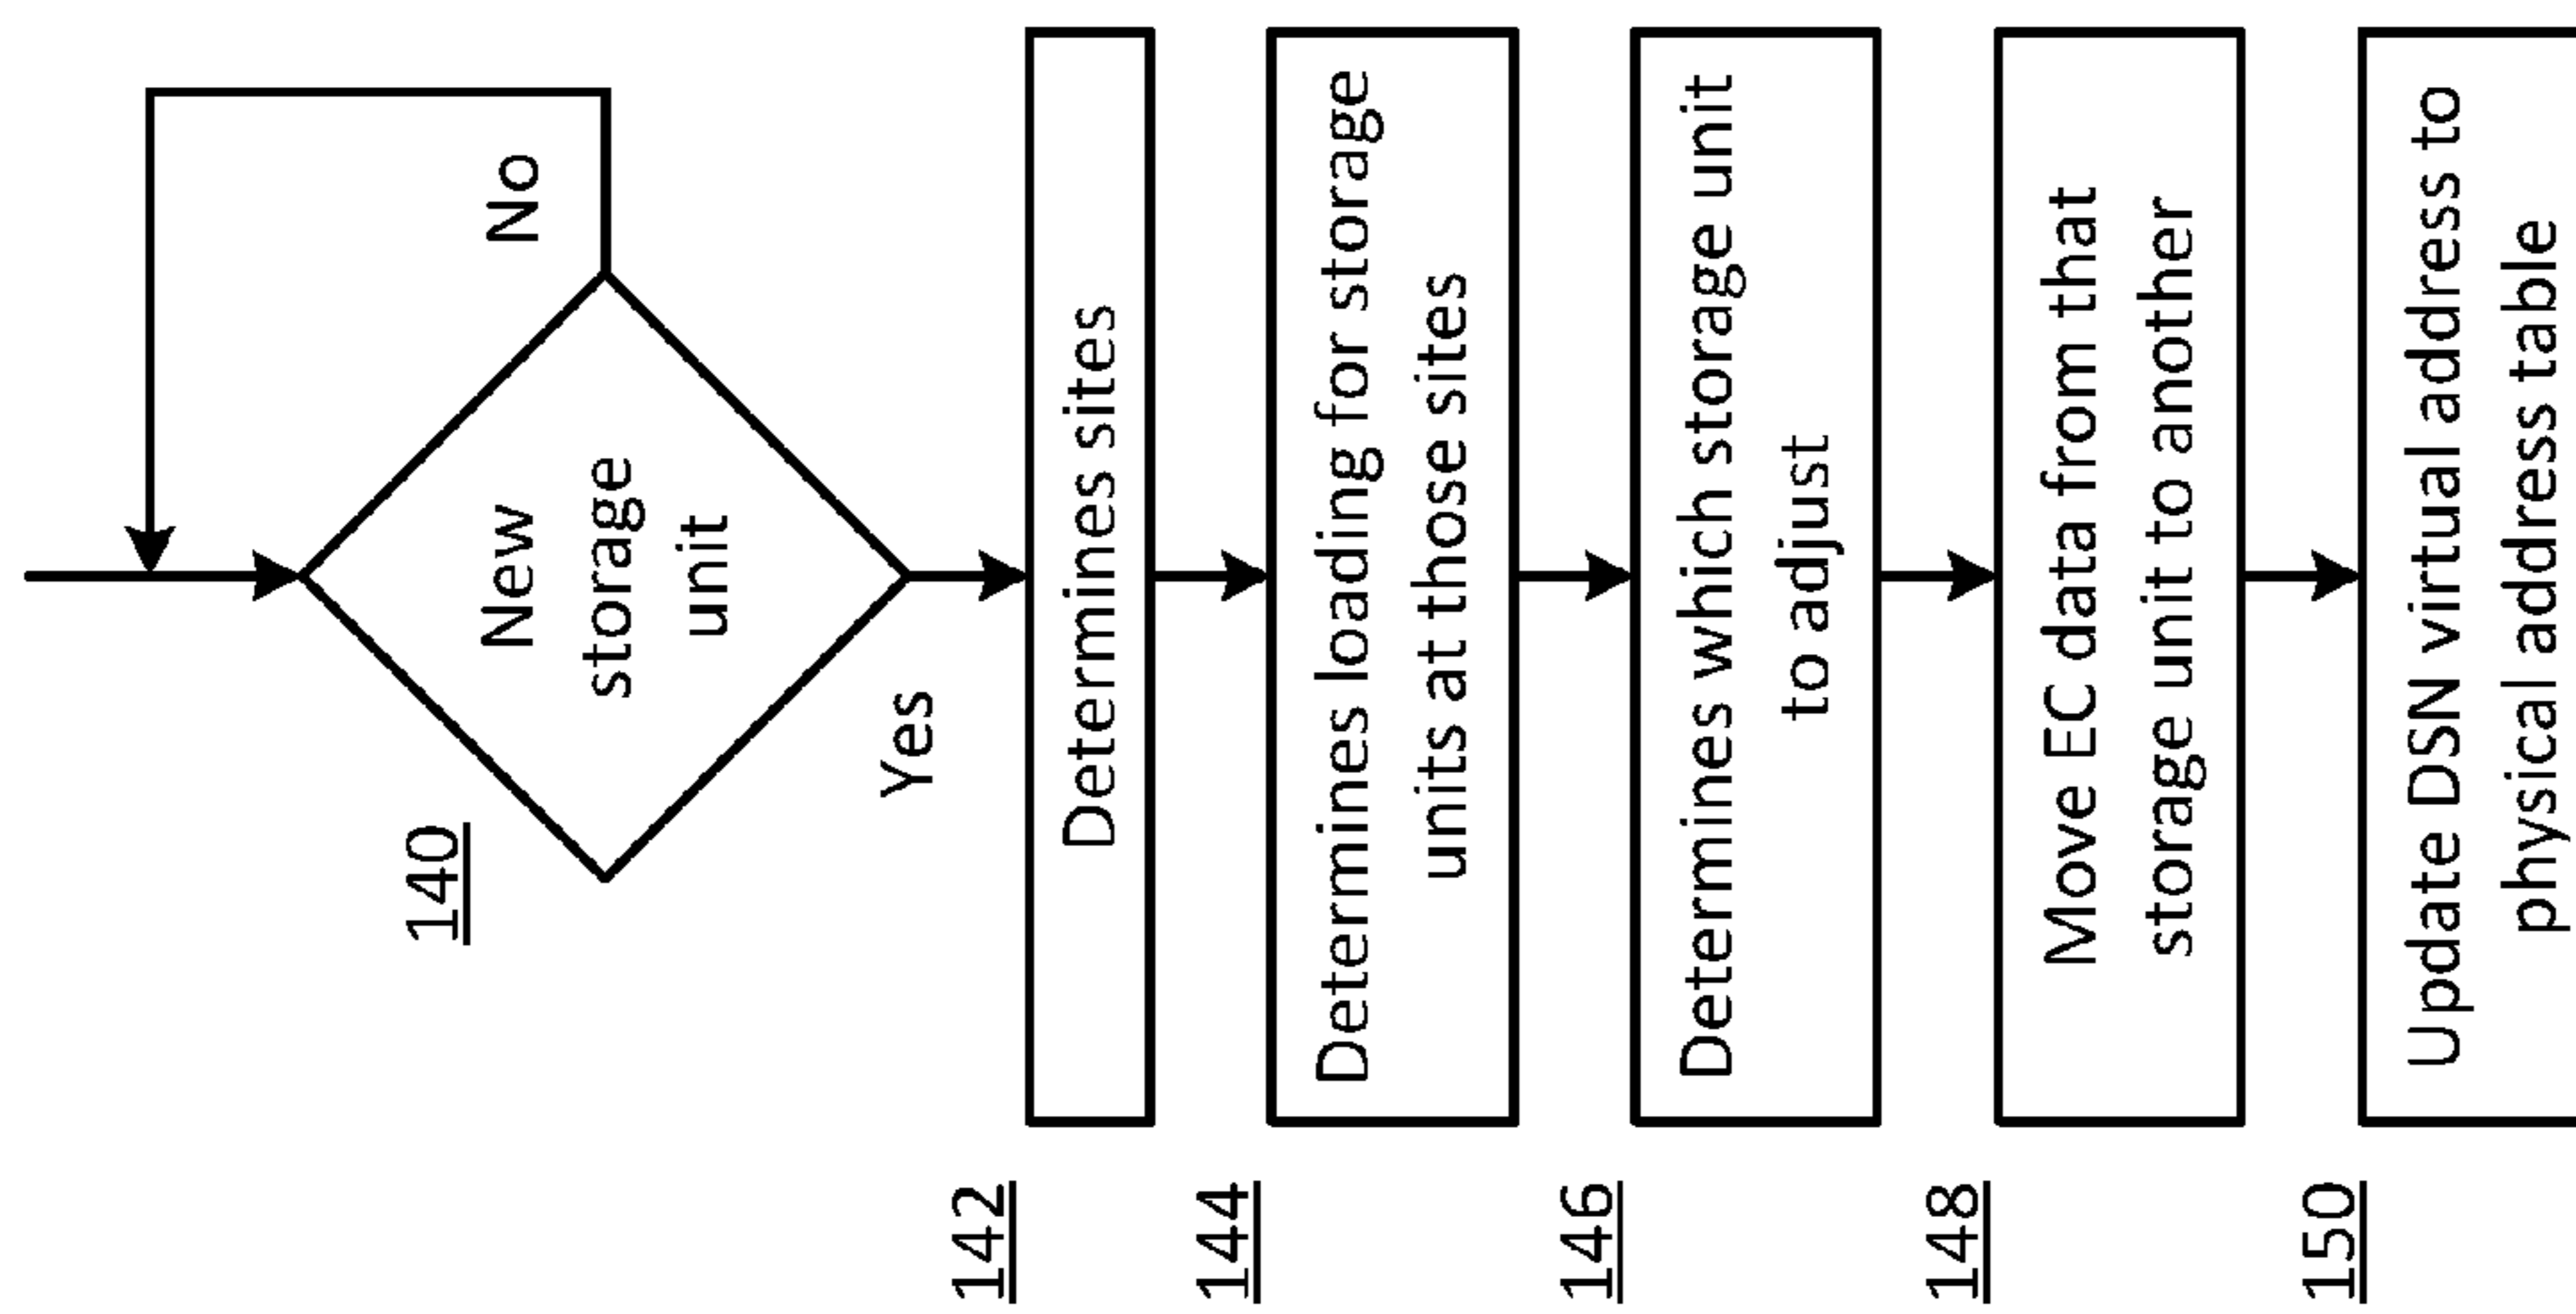 140
New
storage
unit
No
Yes
142
Determines sites
144
Determines loading for storage
units at those sites
146
Determines which storage unit
to adjust
148
Move EC data from that
storage unit to another
150
Update DSN virtual address to
physical address table